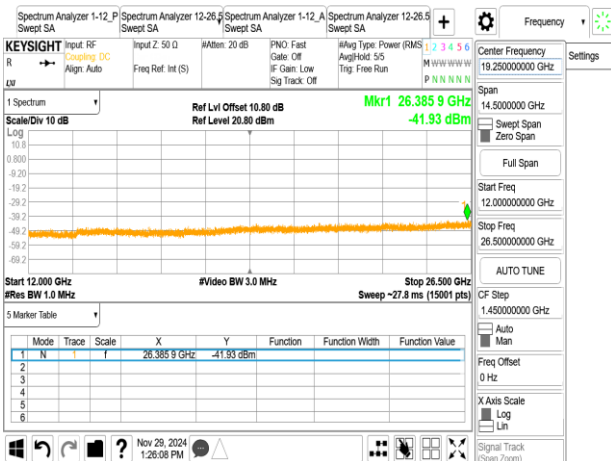 Spectrum Analyzer 1-12_P
Swept SA
Spectrum Analyzer 12-26.5
Swept SA
Spectrum Analyzer 1-12_A
Swept SA
Spectrum Analyzer 12-26.5
Swept SA
+
Frequency
KEYSIGHT
R
Input: RF
Coupling: DC
Align: Auto
Input Z: 50 Ω
Freq Ref: Int (S)
#Atten: 20 dB
PNO: Fast
Gate: Off
IF Gain: Low
Sig Track: Off
#Avg Type: Power (RMS
Avg|Hold: 5/5
Trig: Free Run
1 2 3 4 5 6
M W W W W W
P N N N N N
1 Spectrum
Scale/Div 10 dB
Ref Lvl Offset 10.80 dB
Ref Level 20.80 dBm
Mkr1 26.385 9 GHz
-41.93 dBm
Log
10.8
0.800
-9.20
-19.2
-29.2
-39.2
-49.2
-59.2
-69.2
1
Start 12.000 GHz
#Video BW 3.0 MHz
Stop 26.500 GHz
#Res BW 1.0 MHz
Sweep ~27.8 ms (15001 pts)
5 Marker Table
Mode Trace Scale X Y Function Function Width Function Value
1 N 1 f 26.385 9 GHz -41.93 dBm
2
3
4
5
6
Nov 29, 2024
1:26:08 PM
Center Frequency
19.250000000 GHz
Settings
Span
14.5000000 GHz
Swept Span
Zero Span
Full Span
Start Freq
12.000000000 GHz
Stop Freq
26.500000000 GHz
AUTO TUNE
CF Step
1.450000000 GHz
Auto
Man
Freq Offset
0 Hz
X Axis Scale
Log
Lin
Signal Track
(Span Zoom)